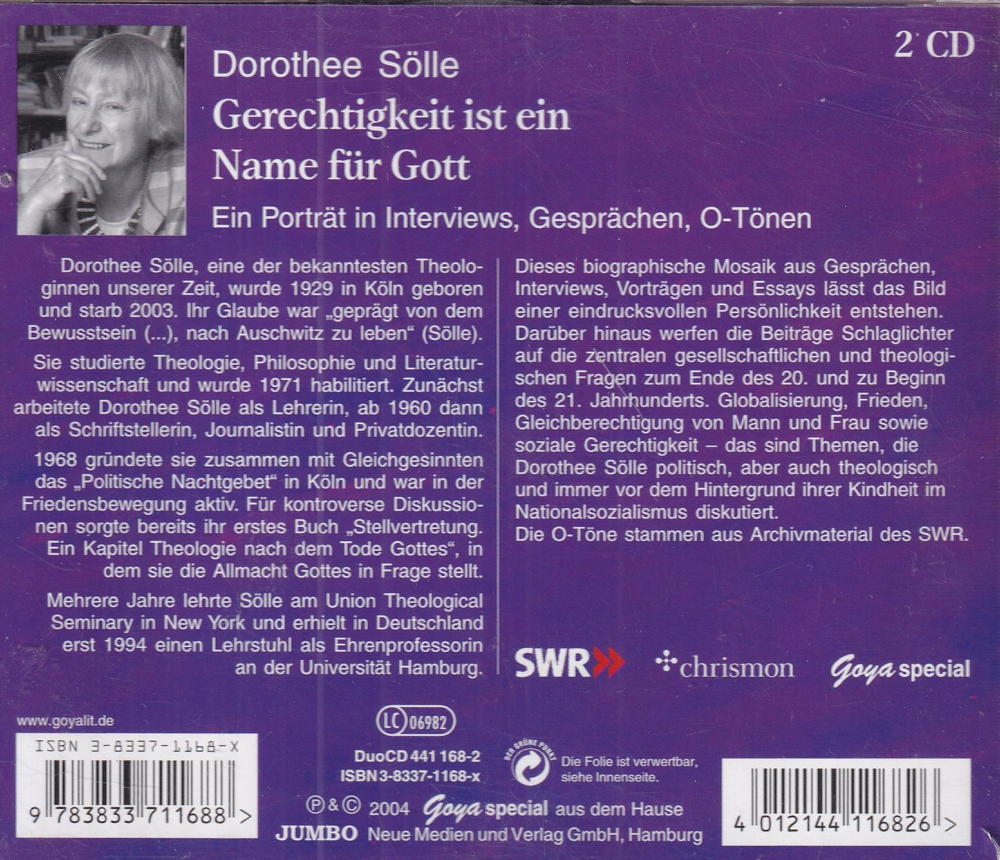 2 CD
Dorothee Sölle
Gerechtigkeit ist ein
Name für Gott
Ein Porträt in Interviews, Gesprächen, O-Tönen
Dorothee Sölle, eine der bekanntesten Theolo-
ginnen unserer Zeit, wurde 1929 in Köln geboren
und starb 2003. Ihr Glaube war „geprägt von dem
Bewusstsein (...), nach Auschwitz zu leben“ (Sölle).
Sie studierte Theologie, Philosophie und Literatur-
wissenschaft und wurde 1971 habilitiert. Zunächst
arbeitete Dorothee Sölle als Lehrerin, ab 1960 dann
als Schriftstellerin, Journalistin und Privatdozentin.
1968 gründete sie zusammen mit Gleichgesinnten
das „Politische Nachtgebet“ in Köln und war in der
Friedensbewegung aktiv. Für kontroverse Diskussio-
nen sorgte bereits ihr erstes Buch „Stellvertretung.
Ein Kapitel Theologie nach dem Tode Gottes“, in
dem sie die Allmacht Gottes in Frage stellt.
Mehrere Jahre lehrte Sölle am Union Theological
Seminary in New York und erhielt in Deutschland
erst 1994 einen Lehrstuhl als Ehrenprofessorin
an der Universität Hamburg.
Dieses biographische Mosaik aus Gesprächen,
Interviews, Vorträgen und Essays lässt das Bild
einer eindrucksvollen Persönlichkeit entstehen.
Darüber hinaus werfen die Beiträge Schlaglichter
auf die zentralen gesellschaftlichen und theologi-
schen Fragen zum Ende des 20. und zu Beginn
des 21. Jahrhunderts. Globalisierung, Frieden,
Gleichberechtigung von Mann und Frau sowie
soziale Gerechtigkeit – das sind Themen, die
Dorothee Sölle politisch, aber auch theologisch
und immer vor dem Hintergrund ihrer Kindheit im
Nationalsozialismus diskutiert.
Die O-Töne stammen aus Archivmaterial des SWR.
SWR
chrismon
Goya special
www.goyalit.de
ISBN 3-8337-1168-X
9 783833 711688 >
LC 06982
DuoCD 441 168-2
ISBN 3-8337-1168-x
DER GRÜNE PUNKT
Die Folie ist verwertbar,
siehe Innenseite.
Ⓟ & © 2004 Goya special aus dem Hause
JUMBO Neue Medien und Verlag GmbH, Hamburg
4 012144 116826 >